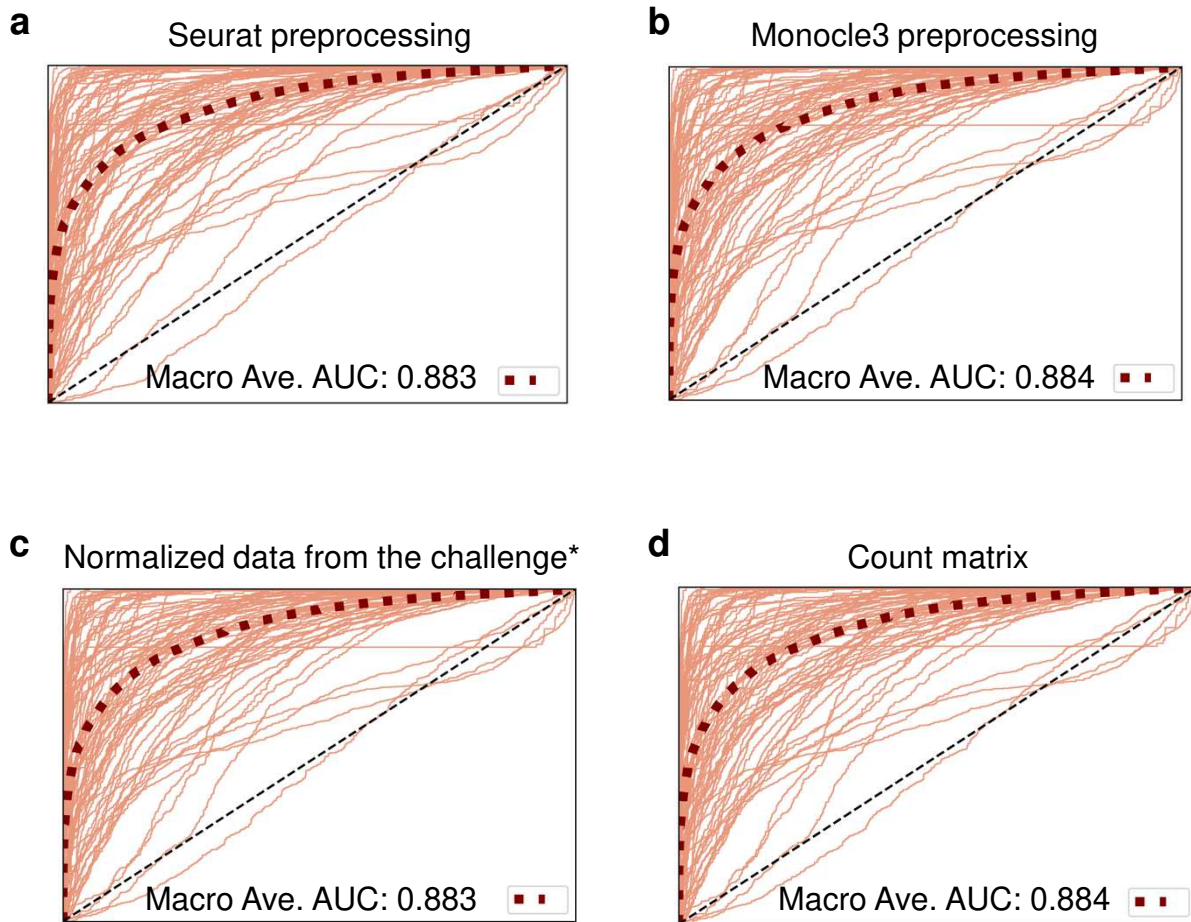 a
Seurat preprocessing
Macro Ave. AUC: 0.883
b
Monocle3 preprocessing
Macro Ave. AUC: 0.884
c
Normalized data from the challenge*
Macro Ave. AUC: 0.883
d
Count matrix
Macro Ave. AUC: 0.884